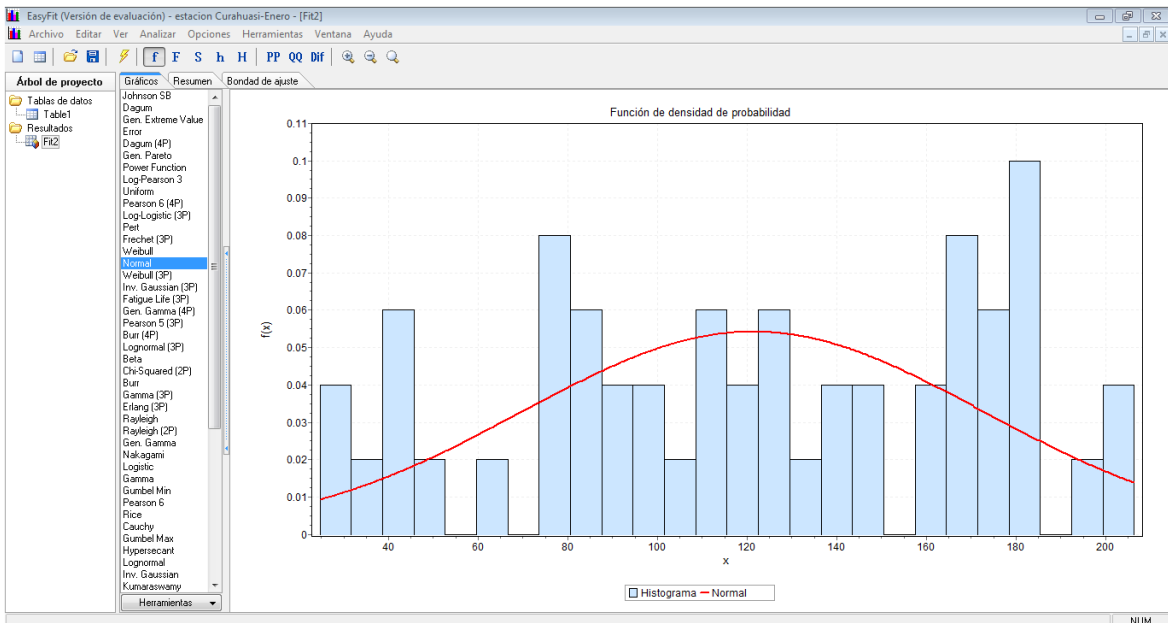 EasyFit (Versión de evaluación) - estacion Curahuasi-Enero - [Fit2]
Archivo Editar Ver Analizar Opciones Herramientas Ventana Ayuda
f F S h H PP QQ Dif
Árbol de proyecto
Tablas de datos
Table1
Resultados
Fit2
Gráficos Resumen Bondad de ajuste
Johnson SB
Dagum
Gen. Extreme Value
Error
Dagum (4P)
Gen. Pareto
Power Function
Log-Pearson 3
Uniform
Pearson 6 (4P)
Log-Logistic (3P)
Pert
Frechet (3P)
Weibull
Normal
Weibull (3P)
Inv. Gaussian (3P)
Fatigue Life (3P)
Gen. Gamma (4P)
Pearson 5 (3P)
Burr (4P)
Lognormal (3P)
Beta
Chi-Squared (2P)
Burr
Gamma (3P)
Erlang (3P)
Rayleigh
Rayleigh (2P)
Gen. Gamma
Nakagami
Logistic
Gamma
Gumbel Min
Pearson 6
Rice
Cauchy
Gumbel Max
Hypersecant
Lognormal
Inv. Gaussian
Kumaraswamy
Herramientas
Función de densidad de probabilidad
0.11
0.1
0.09
0.08
0.07
0.06
0.05
0.04
0.03
0.02
0.01
0
f(x)
40 60 80 100 120 140 160 180 200
x
Histograma Normal
NUM